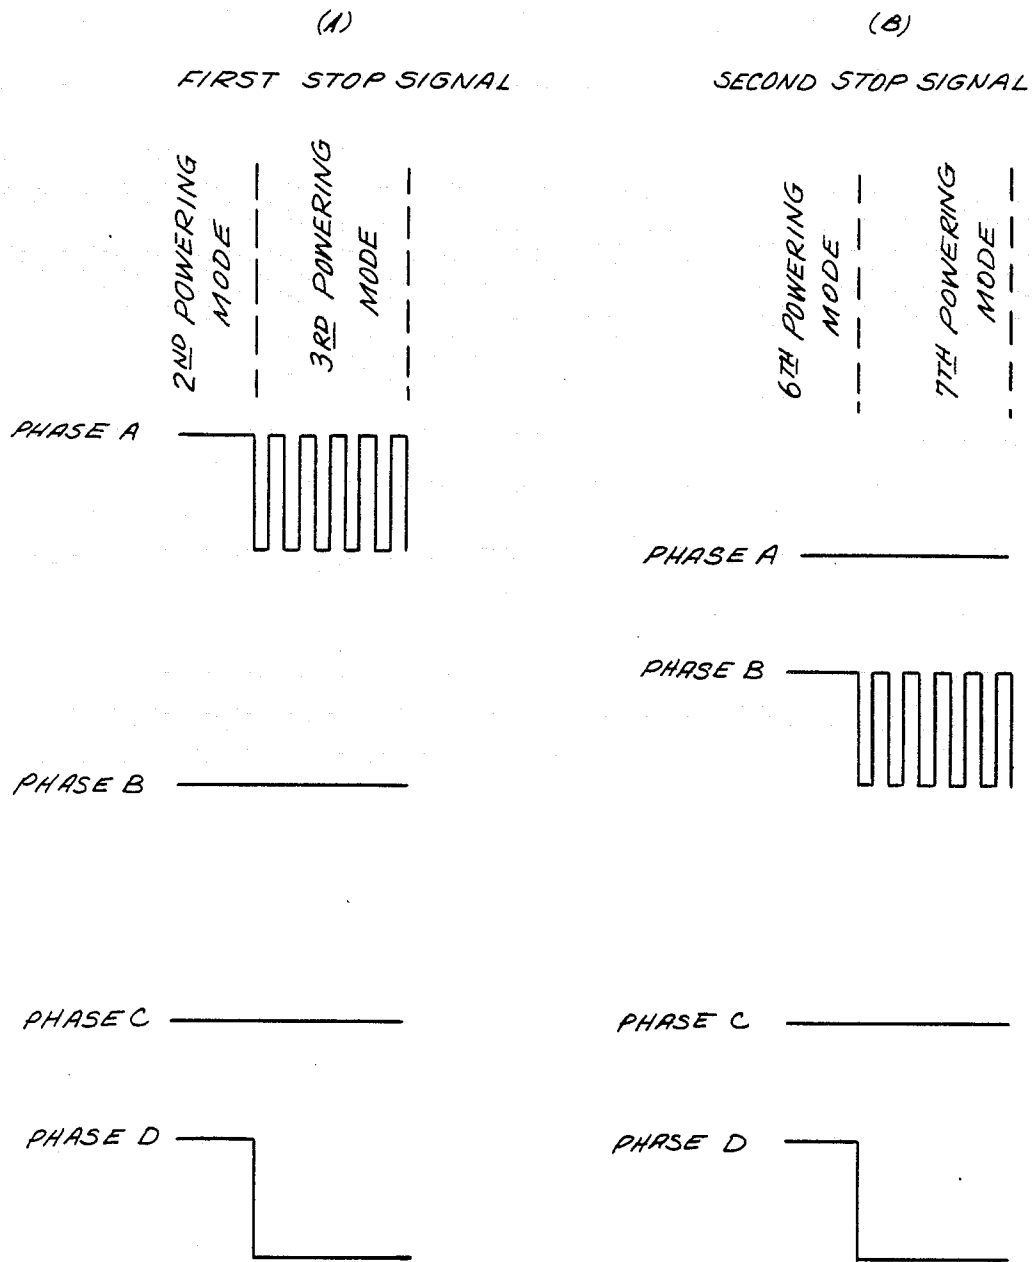 (A)
FIRST STOP SIGNAL
2ND POWERING
MODE
3RD POWERING
MODE
PHASE A
PHASE B
PHASE C
PHASE D
(B)
SECOND STOP SIGNAL
6TH POWERING
MODE
7TH POWERING
MODE
PHASE A
PHASE B
PHASE C
PHASE D